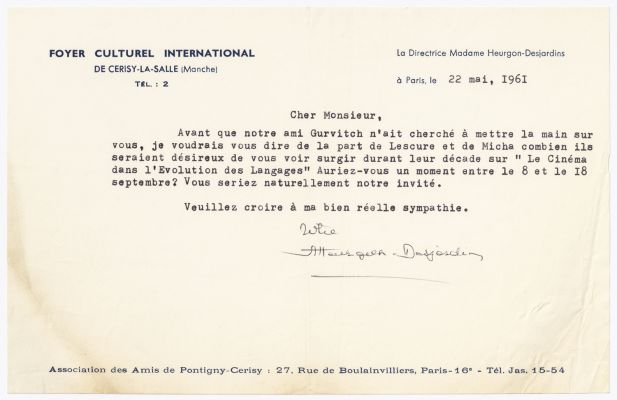 FOYER CULTUREL INTERNATIONAL
DE CERISY-LA-SALLE (Manche)
TÉL. : 2
La Directrice Madame Heurgon-Desjardins
à Paris, le 22 mai, 1961
Cher Monsieur,
Avant que notre ami Gurvitch n'ait cherché à mettre la main sur
vous, je voudrais vous dire de la part de Lescure et de Micha combien ils
seraient désireux de vous voir surgir durant leur décade sur " Le Cinéma
dans l'Evolution des Langages" Auriez-vous un moment entre le 8 et le 18
septembre? Vous seriez naturellement notre invité.
Veuillez croire à ma bien réelle sympathie.
Heurgon-Desjardins
Association des Amis de Pontigny-Cerisy : 27, Rue de Boulainvilliers, Paris-16e - Tél. Jas. 15-54